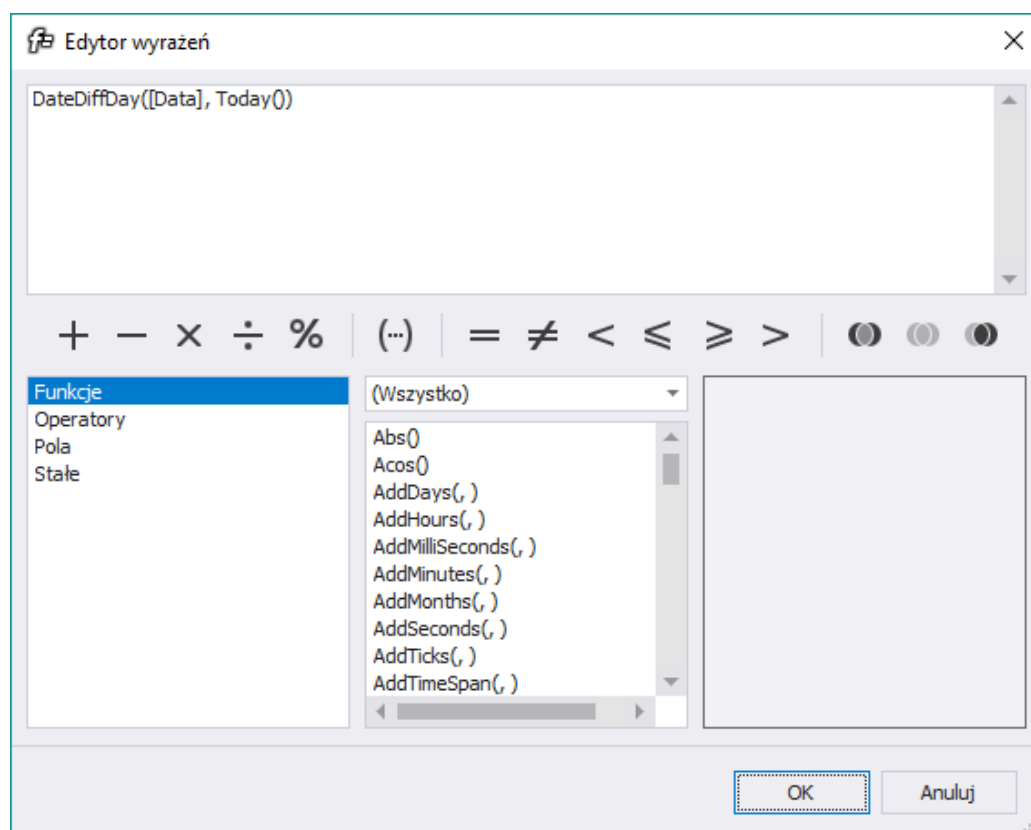 Edytor wyrażeń
DateDiffDay([Data], Today())
+ − × ÷ % (...) = ≠ < ⩽ ⩾ >
Funkcje
Operatory
Pola
Stałe
(Wszystko)
Abs()
Acos()
AddDays(, )
AddHours(, )
AddMilliSeconds(, )
AddMinutes(, )
AddMonths(, )
AddSeconds(, )
AddTicks(, )
AddTimeSpan(, )
OK
Anuluj